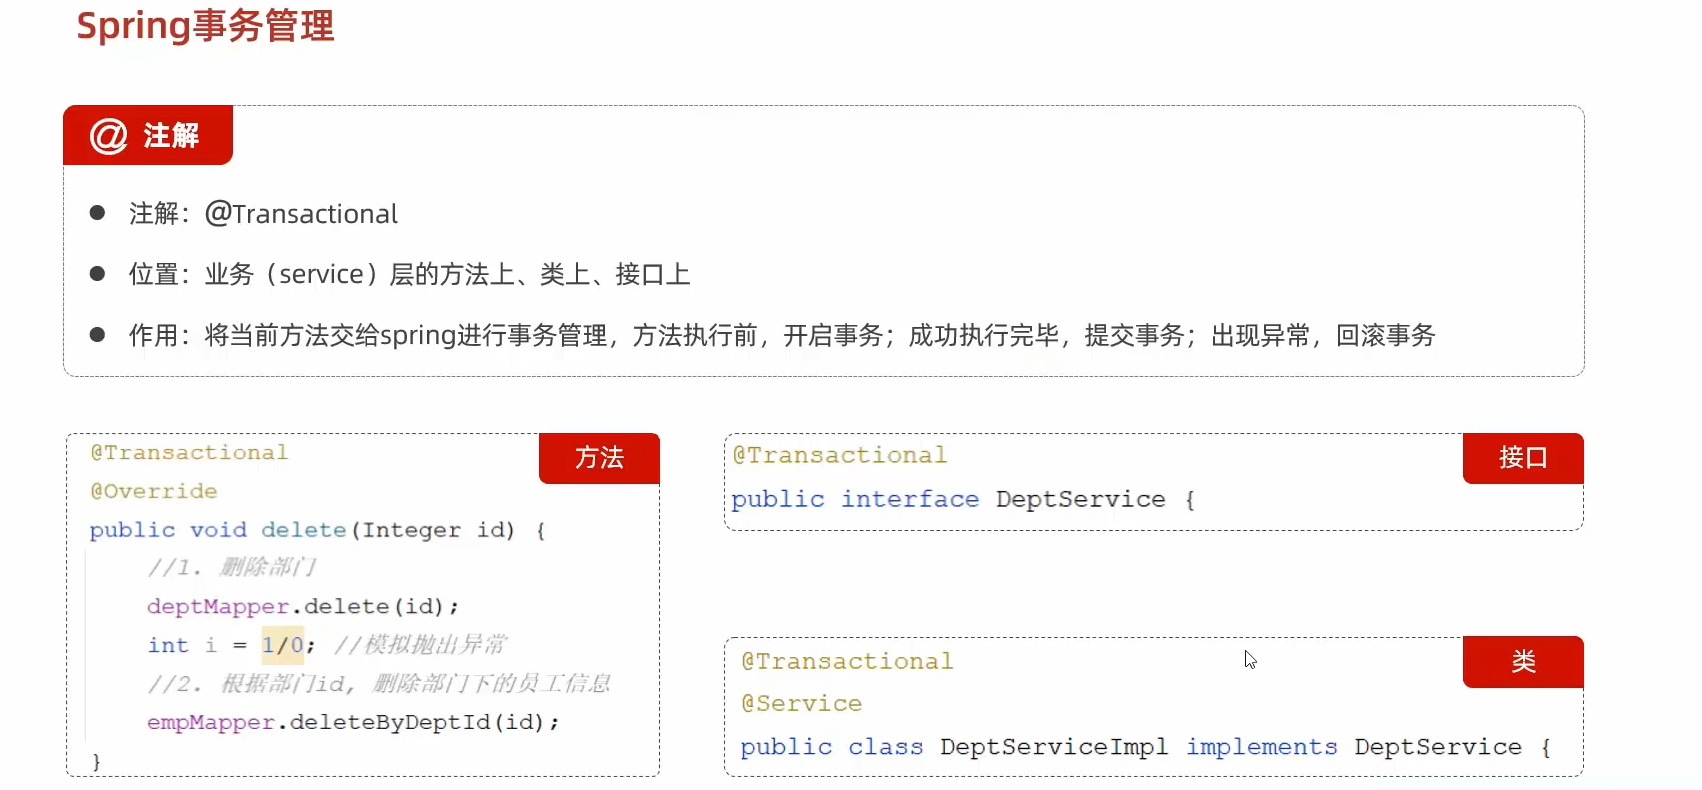 Spring事务管理
@ 注解
● 注解：@Transactional
● 位置：业务（service）层的方法上、类上、接口上
● 作用：将当前方法交给spring进行事务管理，方法执行前，开启事务；成功执行完毕，提交事务；出现异常，回滚事务
方法
@Transactional
@Override
public void delete(Integer id) {
//1. 删除部门
deptMapper.delete(id);
int i = 1/0; //模拟抛出异常
//2. 根据部门id, 删除部门下的员工信息
empMapper.deleteByDeptId(id);
}
接口
@Transactional
public interface DeptService {
类
@Transactional
@Service
public class DeptServiceImpl implements DeptService {